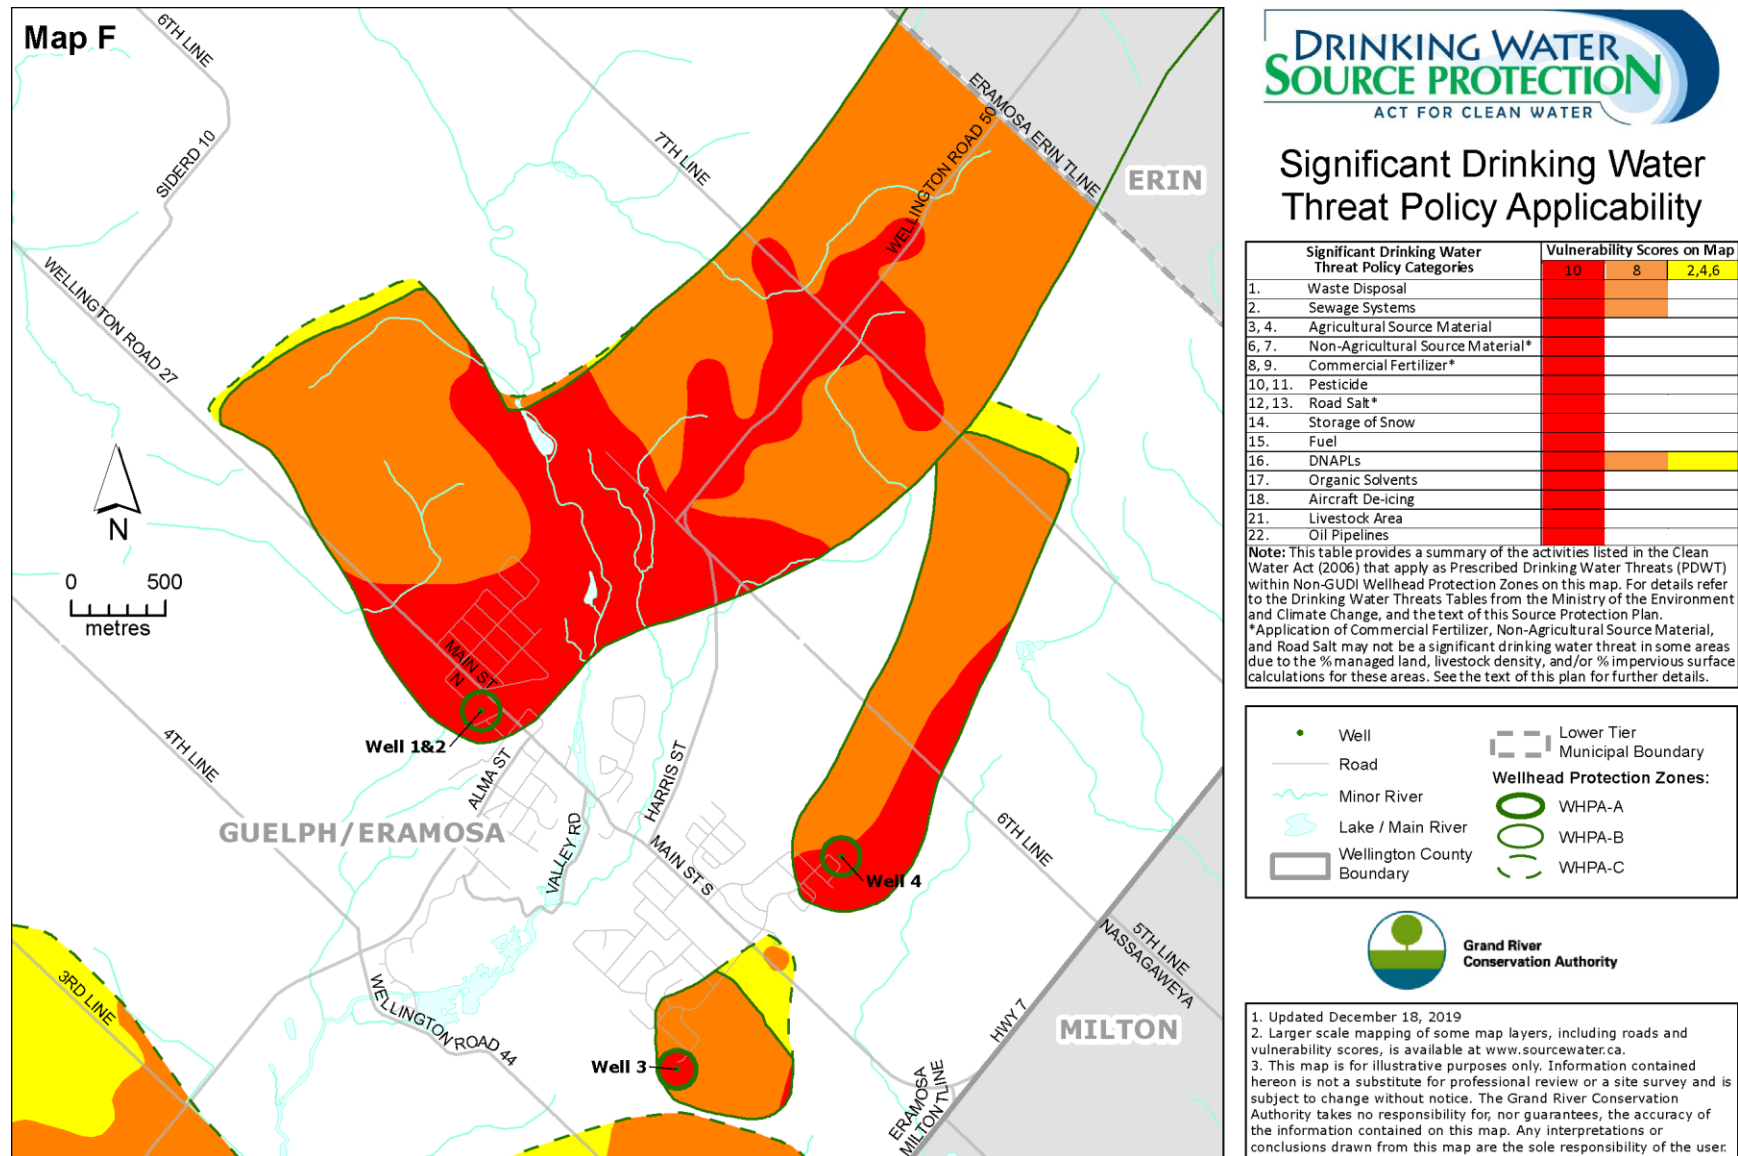 Map F
6TH LINE
SIDERD 10
7TH LINE
ERAMOSA ERIN TLINE
WELLINGTON ROAD 50
ERIN
WELLINGTON ROAD 27
N
0 500
metres
MAIN ST
N
Well 1&2
4TH LINE
ALMA ST
HARRIS ST
GUELPH/ERAMOSA
VALLEY RD
MAIN ST S
6TH LINE
Well 4
5TH LINE
NASSAGAWEYA
3RD LINE
WELLINGTON ROAD 44
HWY 7
MILTON
Well 3
ERAMOSA
MILTON TLINE
DRINKING WATER
SOURCE PROTECTION
ACT FOR CLEAN WATER
Significant Drinking Water
Threat Policy Applicability
Significant Drinking Water
Threat Policy Categories
Vulnerability Scores on Map
10 8 2,4,6
1. Waste Disposal
2. Sewage Systems
3, 4. Agricultural Source Material
6, 7. Non-Agricultural Source Material*
8, 9. Commercial Fertilizer*
10, 11. Pesticide
12, 13. Road Salt*
14. Storage of Snow
15. Fuel
16. DNAPLs
17. Organic Solvents
18. Aircraft De-icing
21. Livestock Area
22. Oil Pipelines
Note: This table provides a summary of the activities listed in the Clean
Water Act (2006) that apply as Prescribed Drinking Water Threats (PDWT)
within Non-GUDI Wellhead Protection Zones on this map. For details refer
to the Drinking Water Threats Tables from the Ministry of the Environment
and Climate Change, and the text of this Source Protection Plan.
*Application of Commercial Fertilizer, Non-Agricultural Source Material,
and Road Salt may not be a significant drinking water threat in some areas
due to the % managed land, livestock density, and/or % impervious surface
calculations for these areas. See the text of this plan for further details.
Well
Road
Minor River
Lake / Main River
Wellington County
Boundary
Lower Tier
Municipal Boundary
Wellhead Protection Zones:
WHPA-A
WHPA-B
WHPA-C
Grand River
Conservation Authority
1. Updated December 18, 2019
2. Larger scale mapping of some map layers, including roads and
vulnerability scores, is available at www.sourcewater.ca.
3. This map is for illustrative purposes only. Information contained
hereon is not a substitute for professional review or a site survey and is
subject to change without notice. The Grand River Conservation
Authority takes no responsibility for, nor guarantees, the accuracy of
the information contained on this map. Any interpretations or
conclusions drawn from this map are the sole responsibility of the user.